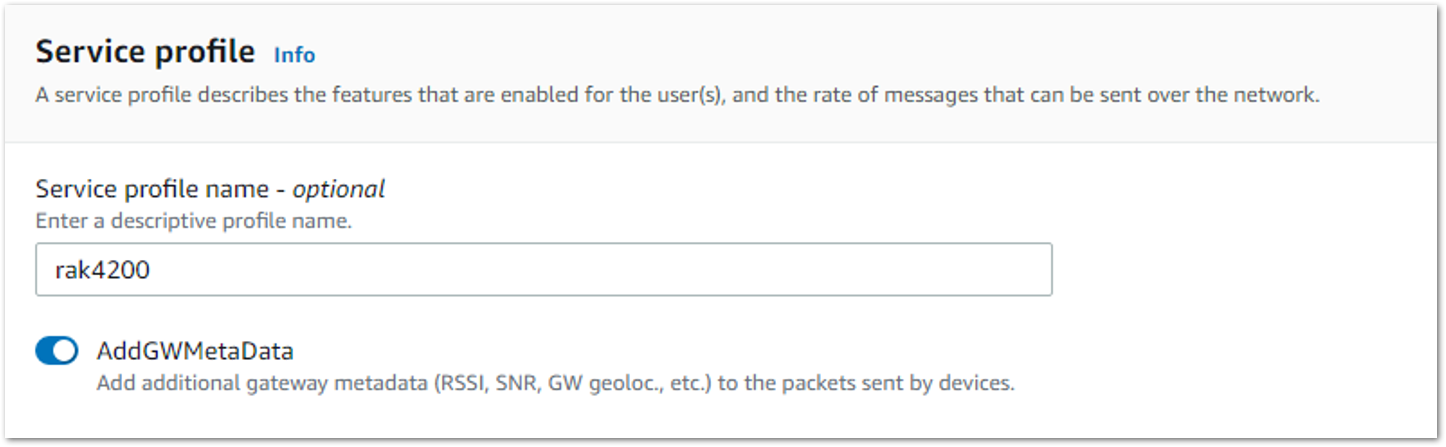 Service profile Info
A service profile describes the features that are enabled for the user(s), and the rate of messages that can be sent over the network.
Service profile name - optional
Enter a descriptive profile name.
rak4200
AddGWMetaData
Add additional gateway metadata (RSSI, SNR, GW geoloc., etc.) to the packets sent by devices.